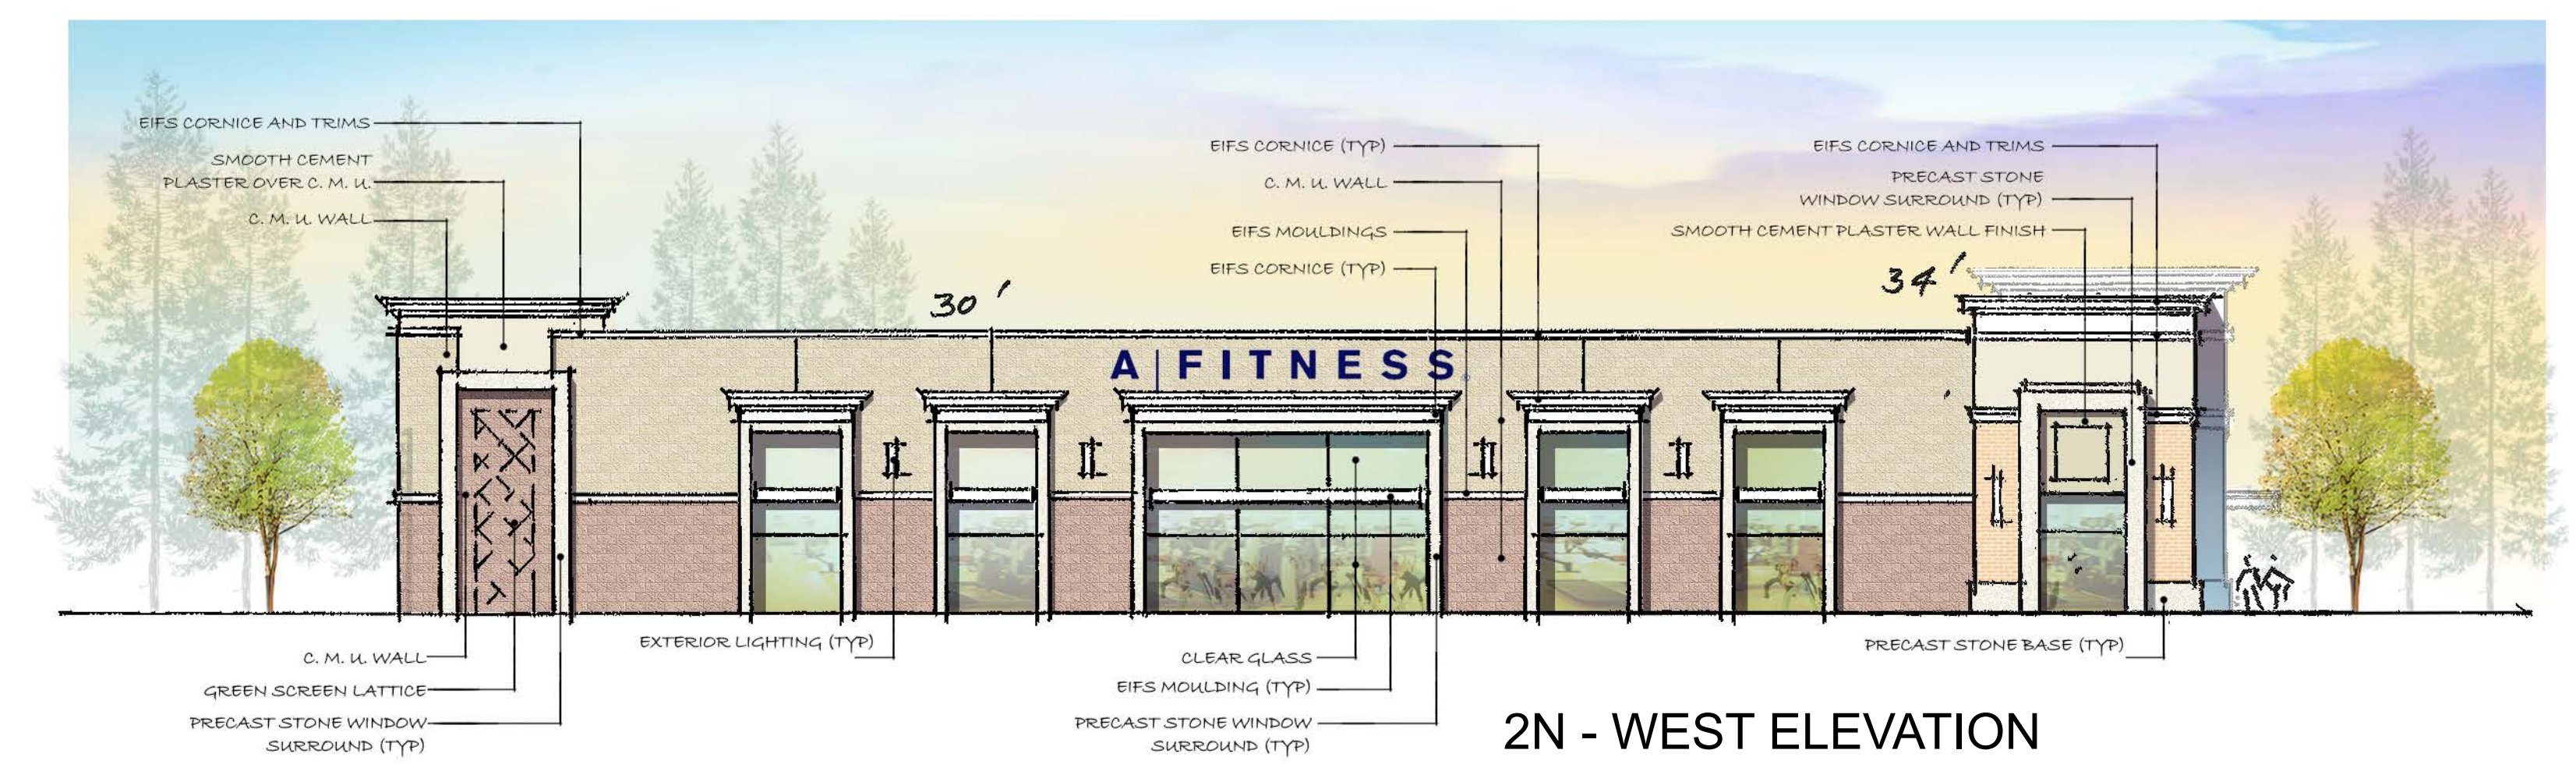 EIFS CORNICE AND TRIMS
SMOOTH CEMENT
PLASTER OVER C. M. U.
C. M. U. WALL
EIFS CORNICE (TYP)
C. M. U. WALL
EIFS MOULDINGS
EIFS CORNICE (TYP)
EIFS CORNICE AND TRIMS
PRECAST STONE
WINDOW SURROUND (TYP)
SMOOTH CEMENT PLASTER WALL FINISH
30'
34'
A|FITNESS®
C. M. U. WALL
GREEN SCREEN LATTICE
PRECAST STONE WINDOW
SURROUND (TYP)
EXTERIOR LIGHTING (TYP)
CLEAR GLASS
EIFS MOULDING (TYP)
PRECAST STONE WINDOW
SURROUND (TYP)
PRECAST STONE BASE (TYP)
2N - WEST ELEVATION